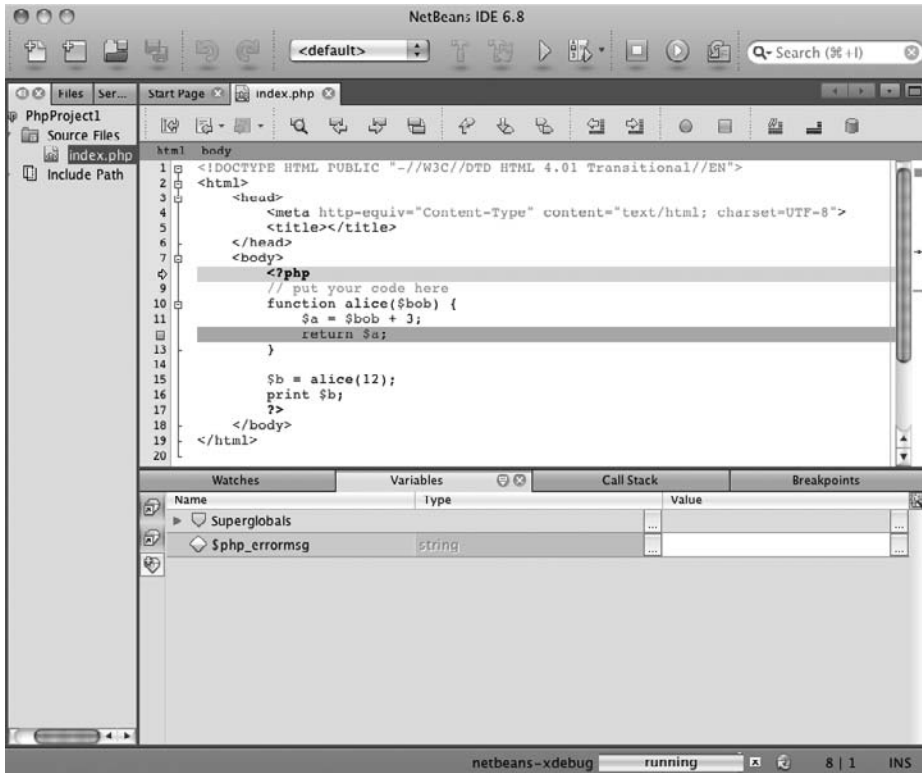 NetBeans IDE 6.8
<default>
Search (⌘+I)
Files Ser...
Start Page index.php
PhpProject1
Source Files
index.php
Include Path
html body
1 <!DOCTYPE HTML PUBLIC "-//W3C//DTD HTML 4.01 Transitional//EN">
2 <html>
3 <head>
4 <meta http-equiv="Content-Type" content="text/html; charset=UTF-8">
5 <title></title>
6 </head>
7 <body>
<?php
9 // put your code here
10 function alice($bob) {
11 $a = $bob + 3;
return $a;
13 }
14
15 $b = alice(12);
16 print $b;
17 ?>
18 </body>
19 </html>
20
Watches Variables Call Stack Breakpoints
Name Type Value
Superglobals ... ...
$php_errormsg string ... ...
netbeans-xdebug running 8 | 1 INS